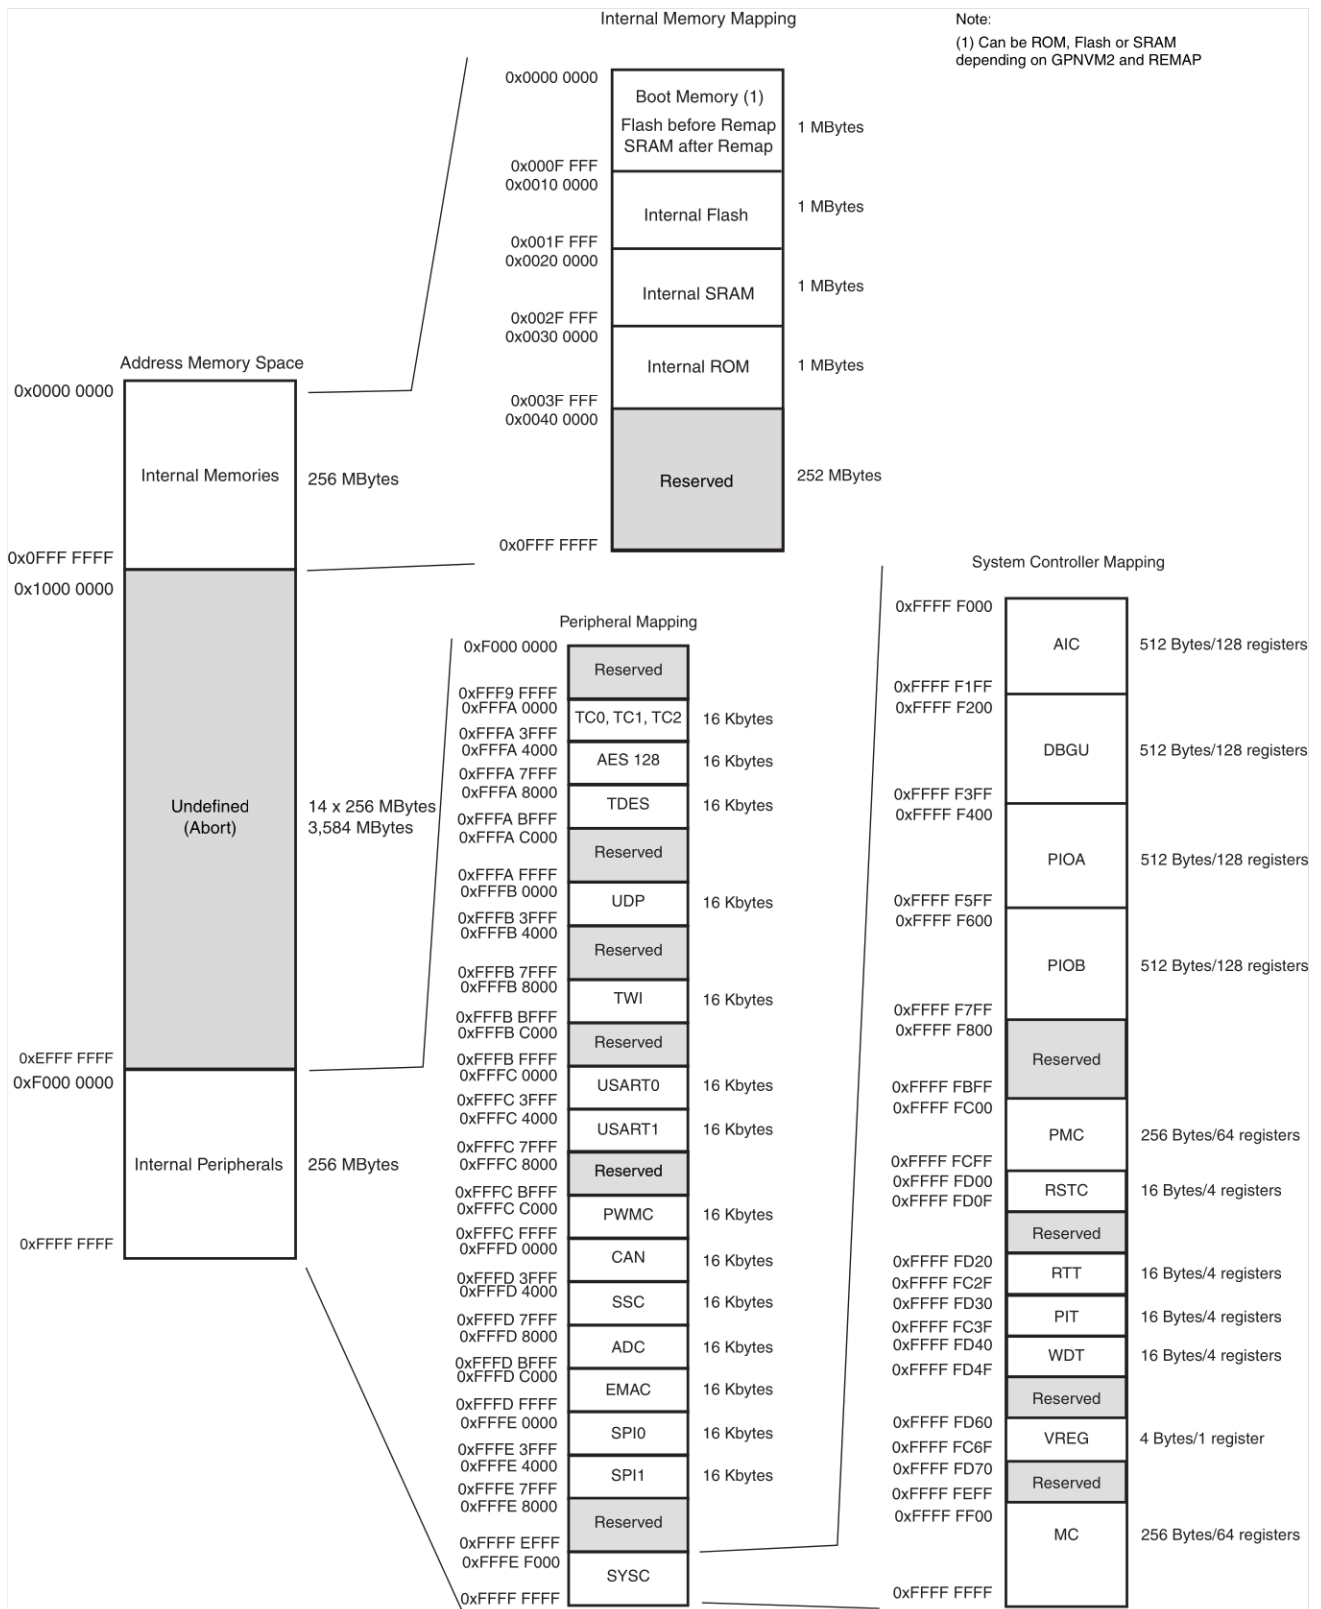 Internal Memory Mapping
Note:
(1) Can be ROM, Flash or SRAM
depending on GPNVM2 and REMAP
0x0000 0000
Boot Memory (1)
Flash before Remap
SRAM after Remap
1 MBytes
0x000F FFF
0x0010 0000
Internal Flash
1 MBytes
0x001F FFF
0x0020 0000
Internal SRAM
1 MBytes
0x002F FFF
0x0030 0000
Internal ROM
1 MBytes
0x003F FFF
0x0040 0000
Reserved
252 MBytes
0x0FFF FFFF
Address Memory Space
0x0000 0000
Internal Memories
256 MBytes
0x0FFF FFFF
0x1000 0000
Undefined
(Abort)
14 x 256 MBytes
3,584 MBytes
0xEFFF FFFF
0xF000 0000
Internal Peripherals
256 MBytes
0xFFFF FFFF
Peripheral Mapping
0xF000 0000
Reserved
0xFFF9 FFFF
0xFFFA 0000
TC0, TC1, TC2
16 Kbytes
0xFFFA 3FFF
0xFFFA 4000
AES 128
16 Kbytes
0xFFFA 7FFF
0xFFFA 8000
TDES
16 Kbytes
0xFFFA BFFF
0xFFFA C000
Reserved
0xFFFA FFFF
0xFFFB 0000
UDP
16 Kbytes
0xFFFB 3FFF
0xFFFB 4000
Reserved
0xFFFB 7FFF
0xFFFB 8000
TWI
16 Kbytes
0xFFFB BFFF
0xFFFB C000
Reserved
0xFFFB FFFF
0xFFFC 0000
USART0
16 Kbytes
0xFFFC 3FFF
0xFFFC 4000
USART1
16 Kbytes
0xFFFC 7FFF
0xFFFC 8000
Reserved
0xFFFC BFFF
0xFFFC C000
PWMC
16 Kbytes
0xFFFC FFFF
0xFFFD 0000
CAN
16 Kbytes
0xFFFD 3FFF
0xFFFD 4000
SSC
16 Kbytes
0xFFFD 7FFF
0xFFFD 8000
ADC
16 Kbytes
0xFFFD BFFF
0xFFFD C000
EMAC
16 Kbytes
0xFFFD FFFF
0xFFFE 0000
SPI0
16 Kbytes
0xFFFE 3FFF
0xFFFE 4000
SPI1
16 Kbytes
0xFFFE 7FFF
0xFFFE 8000
Reserved
0xFFFF EFFF
0xFFFE F000
SYSC
0xFFFF FFFF
System Controller Mapping
0xFFFF F000
AIC
512 Bytes/128 registers
0xFFFF F1FF
0xFFFF F200
DBGU
512 Bytes/128 registers
0xFFFF F3FF
0xFFFF F400
PIOA
512 Bytes/128 registers
0xFFFF F5FF
0xFFFF F600
PIOB
512 Bytes/128 registers
0xFFFF F7FF
0xFFFF F800
Reserved
0xFFFF FBFF
0xFFFF FC00
PMC
256 Bytes/64 registers
0xFFFF FCFF
0xFFFF FD00
RSTC
16 Bytes/4 registers
0xFFFF FD0F
Reserved
0xFFFF FD20
RTT
16 Bytes/4 registers
0xFFFF FC2F
0xFFFF FD30
PIT
16 Bytes/4 registers
0xFFFF FC3F
0xFFFF FD40
WDT
16 Bytes/4 registers
0xFFFF FD4F
Reserved
0xFFFF FD60
VREG
4 Bytes/1 register
0xFFFF FC6F
0xFFFF FD70
Reserved
0xFFFF FEFF
0xFFFF FF00
MC
256 Bytes/64 registers
0xFFFF FFFF